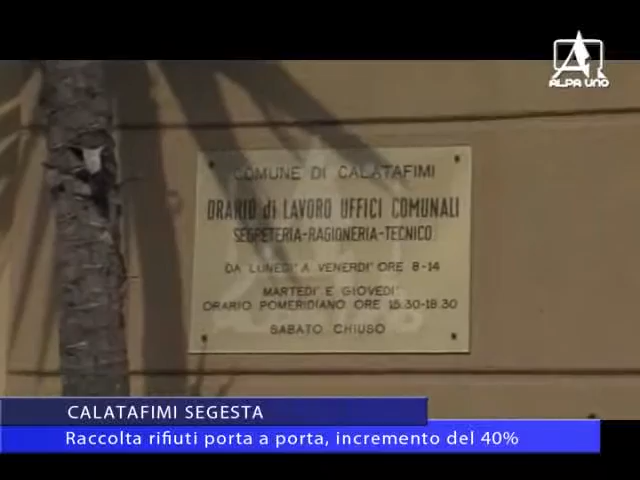 ALPA UNO
COMUNE DI CALATAFIMI
ORARIO di LAVORO UFFICI COMUNALI
SEGRETERIA-RAGIONERIA-TECNICO
DA LUNEDI' A VENERDI' ORE 8-14
MARTEDI' E GIOVEDI'
ORARIO POMERIDIANO ORE 15.30-18.30
SABATO CHIUSO
CALATAFIMI SEGESTA
Raccolta rifiuti porta a porta, incremento del 40%